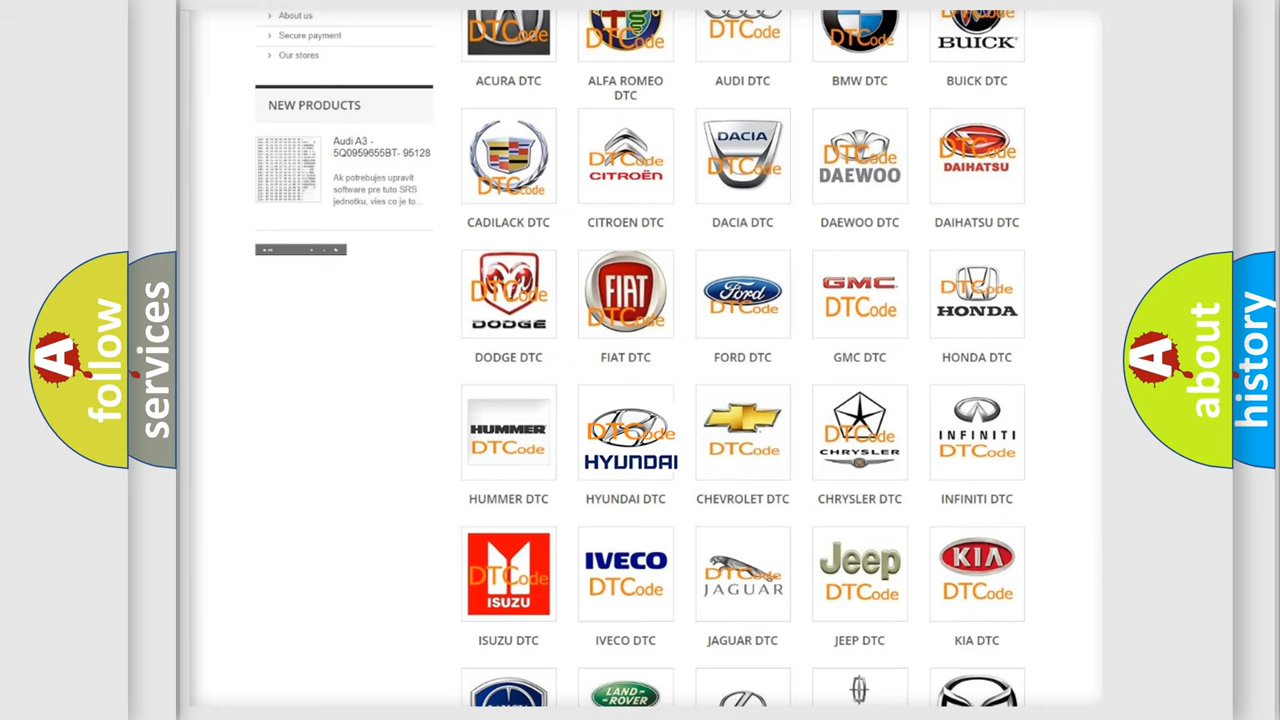 About us
Secure payment
Our stores
NEW PRODUCTS
Audi A3 -
5Q0959655BT- 95128
Ak potrebujes upravit
software pre tuto SRS
jednotku, vies co je to...
DTCode DTCode DTCode DTCode BUICK
ACURA DTC
ALFA ROMEO
DTC
AUDI DTC
BMW DTC
BUICK DTC
DTCode
DTCode
CITROËN
DACIA
DTCode
DTCode
DAEWOO
DTCode
DAIHATSU
CADILACK DTC
CITROEN DTC
DACIA DTC
DAEWOO DTC
DAIHATSU DTC
DTCode
DODGE
FIAT
DTCode
Ford
DTCode
GMC
DTCode
DTCode
HONDA
DODGE DTC
FIAT DTC
FORD DTC
GMC DTC
HONDA DTC
HUMMER
DTCode
DTCode
HYUNDAI
DTCode
DTCode
CHRYSLER
INFINITI
DTCode
HUMMER DTC
HYUNDAI DTC
CHEVROLET DTC
CHRYSLER DTC
INFINITI DTC
DTCode
ISUZU
IVECO
DTCode
DTCode
JAGUAR
Jeep
DTCode
KIA
DTCode
ISUZU DTC
IVECO DTC
JAGUAR DTC
JEEP DTC
KIA DTC
LAND-
ROVER
A
follow
services
A
about
history